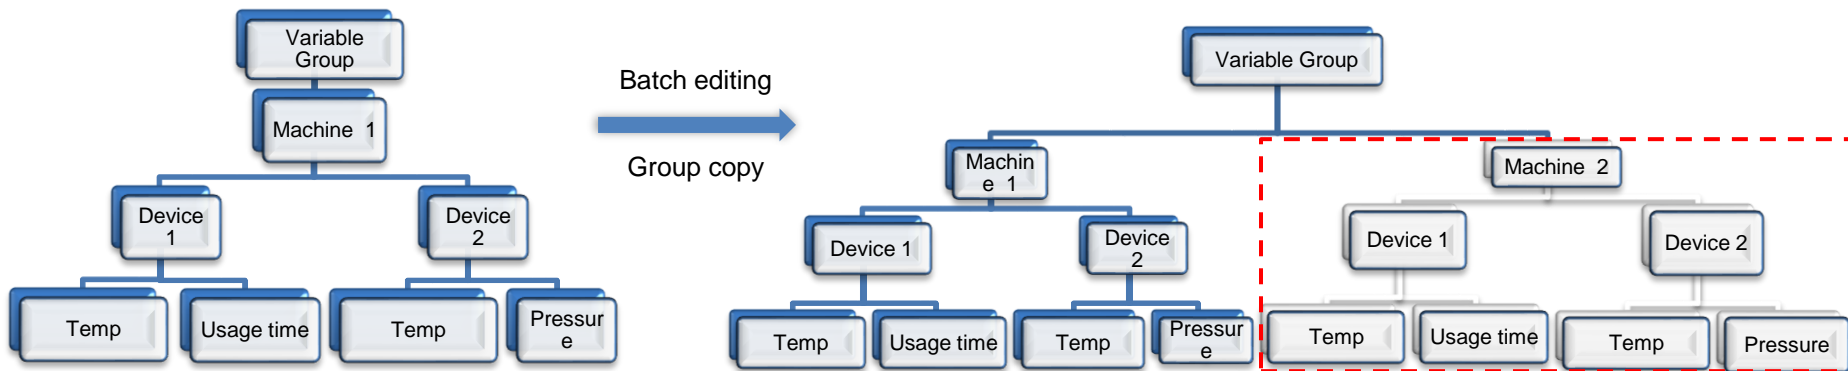 Variable
Group
Machine 1
Device
1
Device
2
Temp
Usage time
Temp
Pressur
e
Batch editing
Group copy
Variable Group
Machin
e 1
Machine 2
Device 1
Device
2
Device 1
Device 2
Temp
Usage time
Temp
Pressur
e
Temp
Usage time
Temp
Pressure